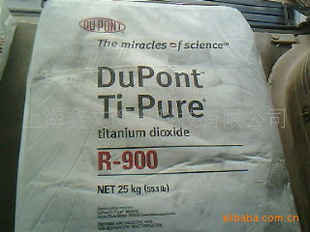 DUPONT
The miracles of science™
DuPont™
Ti-Pure®
titanium dioxide
R-900
NET 25 kg (55.1 lb)
alibaba.com.cn